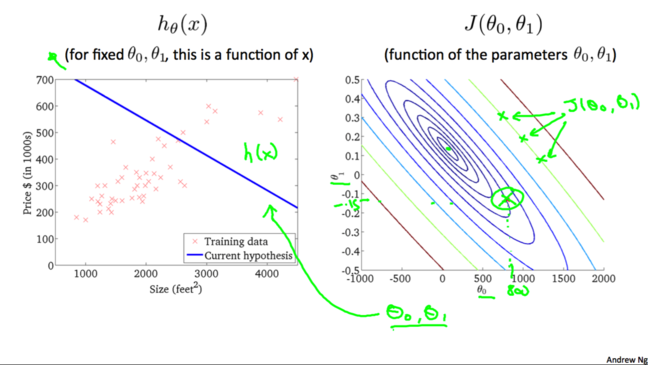 hθ(x)
(for fixed θ0, θ1, this is a function of x)
700
600
500
400
300
200
100
0
Price $ (in 1000s)
h(x)
Training data
Current hypothesis
1000 2000 3000 4000
Size (feet²)
θ0, θ1
J(θ0, θ1)
(function of the parameters θ0, θ1)
0.5
0.4
0.3
0.2
0.1
0
-0.1
-0.2
-0.3
-0.4
-0.5
θ1
-.15
J(θ0, θ1)
-1000 -500 0 500 1000 1500 2000
θ0
800
Andrew Ng